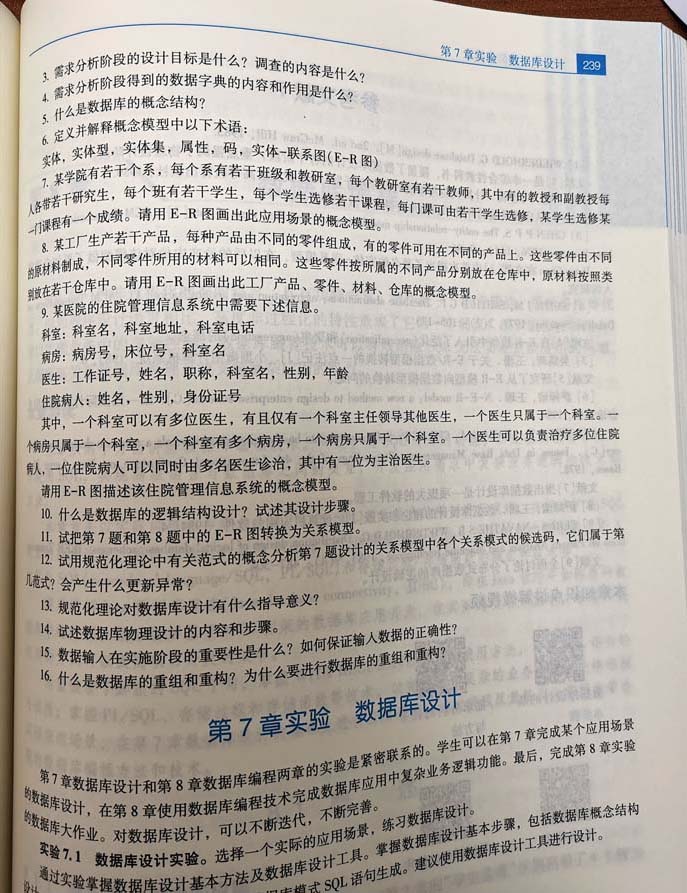 第7章实验 数据库设计 239
3. 需求分析阶段的设计目标是什么？调查的内容是什么？
4. 需求分析阶段得到的数据字典的内容和作用是什么？
5. 什么是数据库的概念结构？
6. 定义并解释概念模型中以下术语：
实体，实体型，实体集，属性，码，实体-联系图(E-R 图)
7. 某学院有若干个系，每个系有若干班级和教研室，每个教研室有若干教师，其中有的教授和副教授每
人各带若干研究生，每个班有若干学生，每个学生选修若干课程，每门课可由若干学生选修，某学生选修某
一门课程有一个成绩。请用 E-R 图画出此应用场景的概念模型。
8. 某工厂生产若干产品，每种产品由不同的零件组成，有的零件可用在不同的产品上。这些零件由不同
的原材料制成，不同零件所用的材料可以相同。这些零件按所属的不同产品分别放在仓库中，原材料按照类
别放在若干仓库中。请用 E-R 图画出此工厂产品、零件、材料、仓库的概念模型。
9. 某医院的住院管理信息系统中需要下述信息。
科室：科室名，科室地址，科室电话
病房：病房号，床位号，科室名
医生：工作证号，姓名，职称，科室名，性别，年龄
住院病人：姓名，性别，身份证号
其中，一个科室可以有多位医生，有且仅有一个科室主任领导其他医生，一个医生只属于一个科室。一
个病房只属于一个科室，一个科室有多个病房，一个病房只属于一个科室。一个医生可以负责治疗多位住院
病人，一位住院病人可以同时由多名医生诊治，其中有一位为主治医生。
请用 E-R 图描述该住院管理信息系统的概念模型。
10. 什么是数据库的逻辑结构设计？试述其设计步骤。
11. 试把第 7 题和第 8 题中的 E-R 图转换为关系模型。
12. 试用规范化理论中有关范式的概念分析第 7 题设计的关系模型中各个关系模式的候选码，它们属于第
几范式？会产生什么更新异常？
13. 规范化理论对数据库设计有什么指导意义？
14. 试述数据库物理设计的内容和步骤。
15. 数据输入在实施阶段的重要性是什么？如何保证输入数据的正确性？
16. 什么是数据库的重组和重构？为什么要进行数据库的重组和重构？
第 7 章实验 数据库设计
第 7 章数据库设计和第 8 章数据库编程两章的实验是紧密联系的。学生可以在第 7 章完成某个应用场景
的数据库设计，在第 8 章使用数据库编程技术完成数据库应用中复杂业务逻辑功能。最后，完成第 8 章实验
的数据库大作业。对数据库设计，可以不断迭代，不断完善。
实验 7.1 数据库设计实验。选择一个实际的应用场景，练习数据库设计。
通过实验掌握数据库设计基本方法及数据库设计工具。掌握数据库设计基本步骤，包括数据库概念结构
模式 SQL 语句生成。建议使用数据库设计工具进行设计。